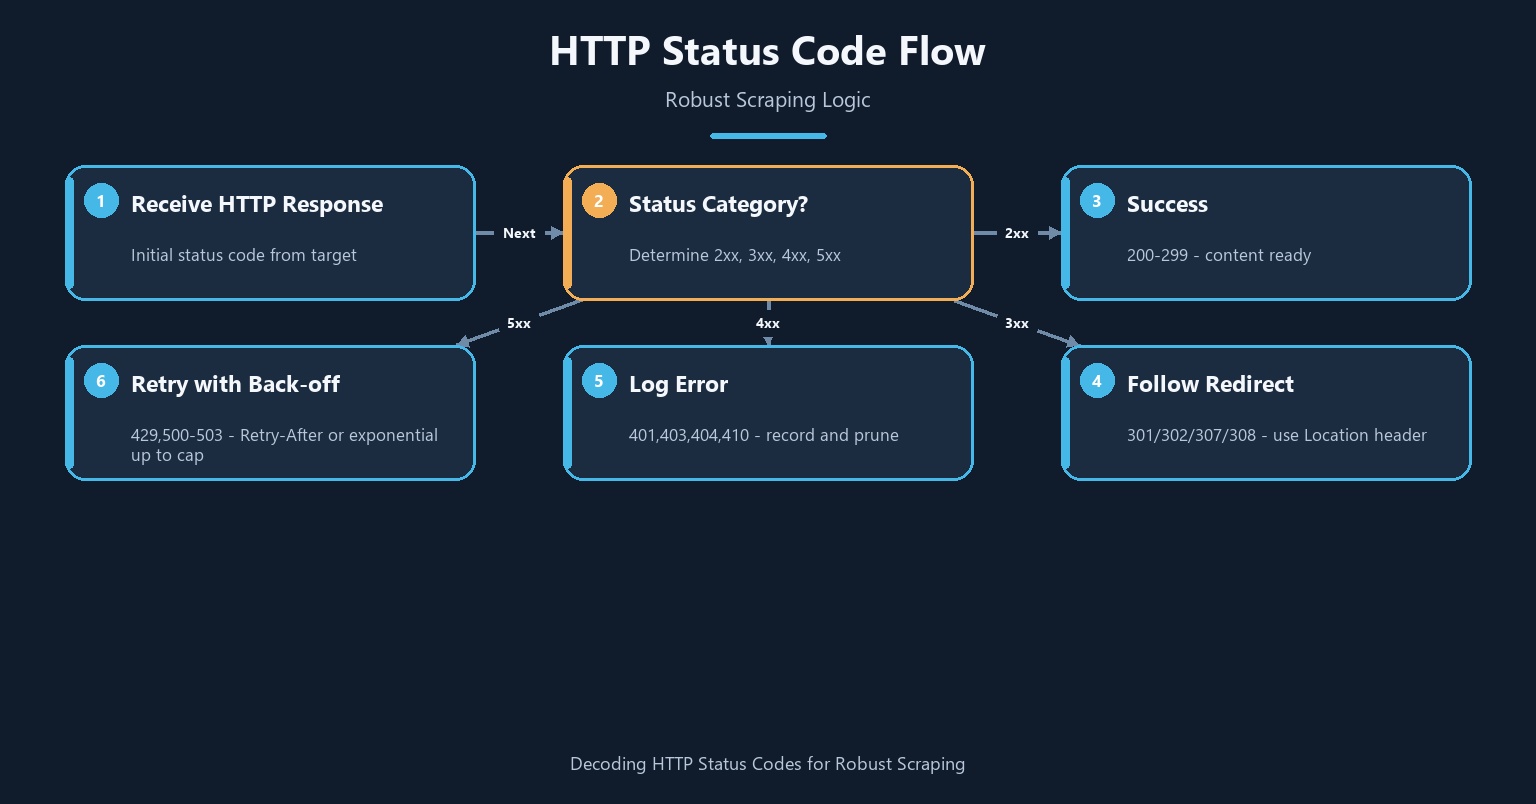 HTTP Status Code Flow
Robust Scraping Logic
1 Receive HTTP Response
Initial status code from target
Next
2 Status Category?
Determine 2xx, 3xx, 4xx, 5xx
2xx
3 Success
200-299 - content ready
5xx
4xx
3xx
6 Retry with Back-off
429,500-503 - Retry-After or exponential
up to cap
5 Log Error
401,403,404,410 - record and prune
4 Follow Redirect
301/302/307/308 - use Location header
Decoding HTTP Status Codes for Robust Scraping